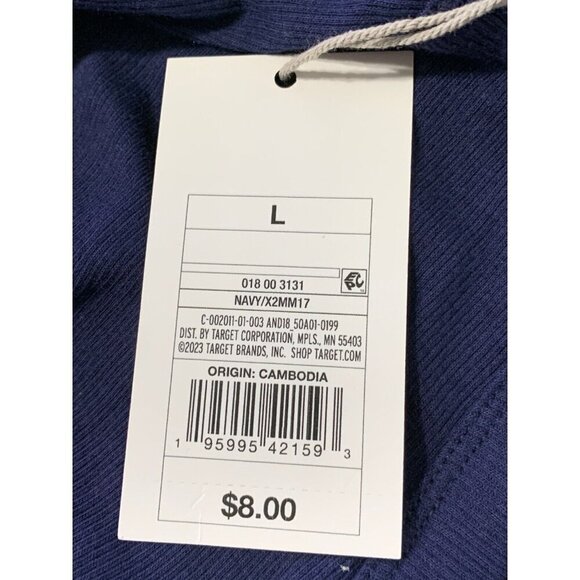 L
018 00 3131
NAVY/X2MM17
C-002011-01-003 AND18_50A01-0199
DIST. BY TARGET CORPORATION, MPLS., MN 55403
©2023 TARGET BRANDS, INC. SHOP TARGET.COM
ORIGIN: CAMBODIA
1 95995 42159 3
$8.00